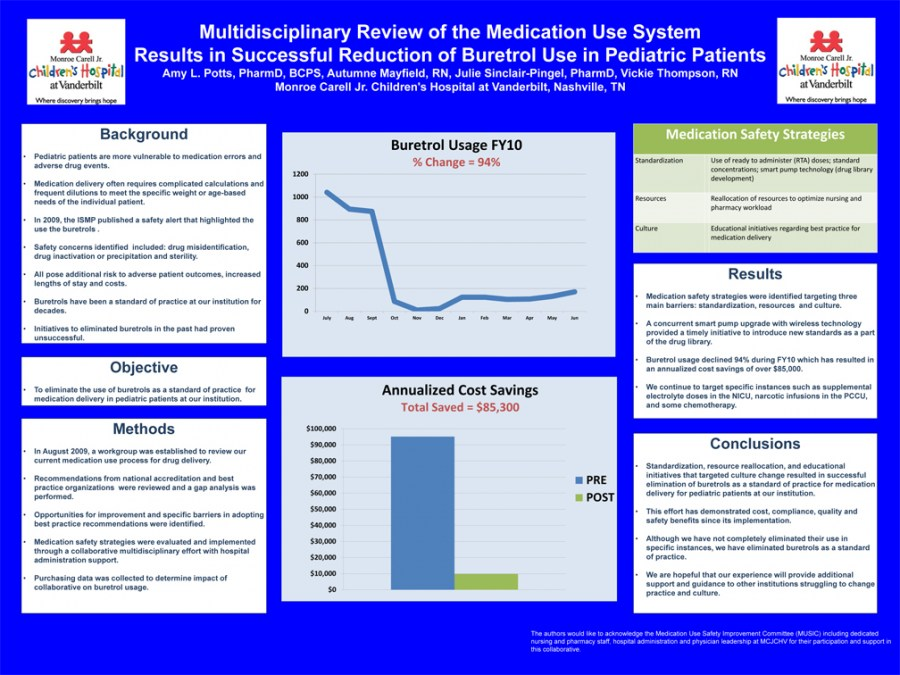 Multidisciplinary Review of the Medication Use System
Results in Successful Reduction of Buretrol Use in Pediatric Patients
Amy L. Potts, PharmD, BCPS, Autumne Mayfield, RN, Julie Sinclair-Pingel, PharmD, Vickie Thompson, RN
Monroe Carell Jr. Children's Hospital at Vanderbilt, Nashville, TN
Monroe Carell Jr.
Children's Hospital
at Vanderbilt
Where discovery brings hope
Monroe Carell Jr.
Children's Hospital
at Vanderbilt
Where discovery brings hope
Background
• Pediatric patients are more vulnerable to medication errors and
adverse drug events.
• Medication delivery often requires complicated calculations and
frequent dilutions to meet the specific weight or age-based
needs of the individual patient.
• In 2009, the ISMP published a safety alert that highlighted the
use the buretrols .
• Safety concerns identified included: drug misidentification,
drug inactivation or precipitation and sterility.
• All pose additional risk to adverse patient outcomes, increased
lengths of stay and costs.
• Buretrols have been a standard of practice at our institution for
decades.
• Initiatives to eliminated buretrols in the past had proven
unsuccessful.
Objective
• To eliminate the use of buretrols as a standard of practice for
medication delivery in pediatric patients at our institution.
Methods
• In August 2009, a workgroup was established to review our
current medication use process for drug delivery.
• Recommendations from national accreditation and best
practice organizations were reviewed and a gap analysis was
performed.
• Opportunities for improvement and specific barriers in adopting
best practice recommendations were identified.
• Medication safety strategies were evaluated and implemented
through a collaborative multidisciplinary effort with hospital
administration support.
• Purchasing data was collected to determine impact of
collaborative on buretrol usage.
Buretrol Usage FY10
% Change = 94%
1200
1000
800
600
400
200
0
July Aug Sept Oct Nov Dec Jan Feb Mar Apr May Jun
Annualized Cost Savings
Total Saved = $85,300
$100,000
$90,000
$80,000
$70,000
$60,000
$50,000
$40,000
$30,000
$20,000
$10,000
$0
PRE
POST
Medication Safety Strategies
Standardization Use of ready to administer (RTA) doses; standard
concentrations; smart pump technology (drug library
development)
Resources Reallocation of resources to optimize nursing and
pharmacy workload
Culture Educational initiatives regarding best practice for
medication delivery
Results
• Medication safety strategies were identified targeting three
main barriers: standardization, resources and culture.
• A concurrent smart pump upgrade with wireless technology
provided a timely initiative to introduce new standards as a part
of the drug library.
• Buretrol usage declined 94% during FY10 which has resulted in
an annualized cost savings of over $85,000.
• We continue to target specific instances such as supplemental
electrolyte doses in the NICU, narcotic infusions in the PCCU,
and some chemotherapy.
Conclusions
• Standardization, resource reallocation, and educational
initiatives that targeted culture change resulted in successful
elimination of buretrols as a standard of practice for medication
delivery for pediatric patients at our institution.
• This effort has demonstrated cost, compliance, quality and
safety benefits since its implementation.
• Although we have not completely eliminated their use in
specific instances, we have eliminated buretrols as a standard
of practice.
• We are hopeful that our experience will provide additional
support and guidance to other institutions struggling to change
practice and culture.
The authors would like to acknowledge the Medication Use Safety Improvement Committee (MUSIC) including dedicated
nursing and pharmacy staff, hospital administration and physician leadership at MCJCHV for their participation and support in
this collaborative.